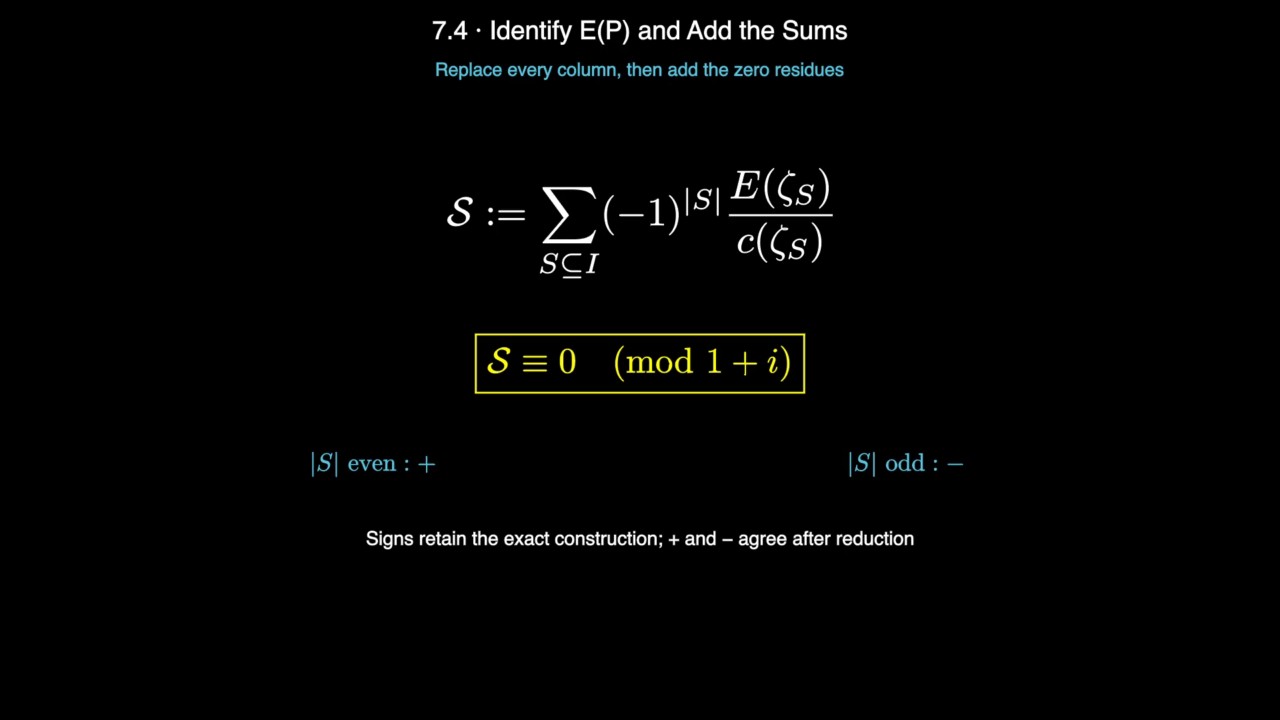 7.4 · Identify E(P) and Add the Sums
Replace every column, then add the zero residues
𝒮 := ∑_{S⊆I} (−1)^{|S|} E(ζ_S) / c(ζ_S)
𝒮 ≡ 0 (mod 1 + i)
|S| even : +
|S| odd : −
Signs retain the exact construction; + and − agree after reduction